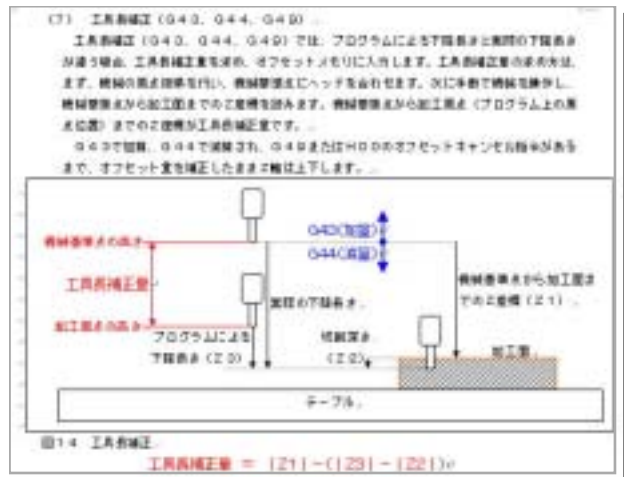 (7) 工具長補正(G43、G44、G49)
工具長補正(G43、G44、G49)では、プログラムによる下降長さと実際の下降長さ
が違う場合、工具長補正量を求め、オフセットメモリに入力します。工具長補正量の求め方は、
まず、機械の原点復帰を行い、機械基準点にヘッドを合わせます。次に手動で機械を操作し、
機械基準点から加工面までのZ座標を読みます。機械基準点から加工原点(プログラム上の原
点位置)までのZ座標が工具長補正量です。
G43で加算、G44で減算され、G49またはH00のオフセットキャンセル指令がある
まで、オフセット量を補正したままZ軸は上下します。
G43(加算)
機械基準点の高さ
G44(減算)
工具長補正量
機械基準点から加工面ま
でのZ座標(Z1)
実際の下降長さ
加工原点の高さ
プログラムによる
下降長さ(Z3)
切削深さ
(Z2)
加工面
テーブル
図14 工具長補正
工具長補正量 = |Z1|-(|Z3|-|Z2|)